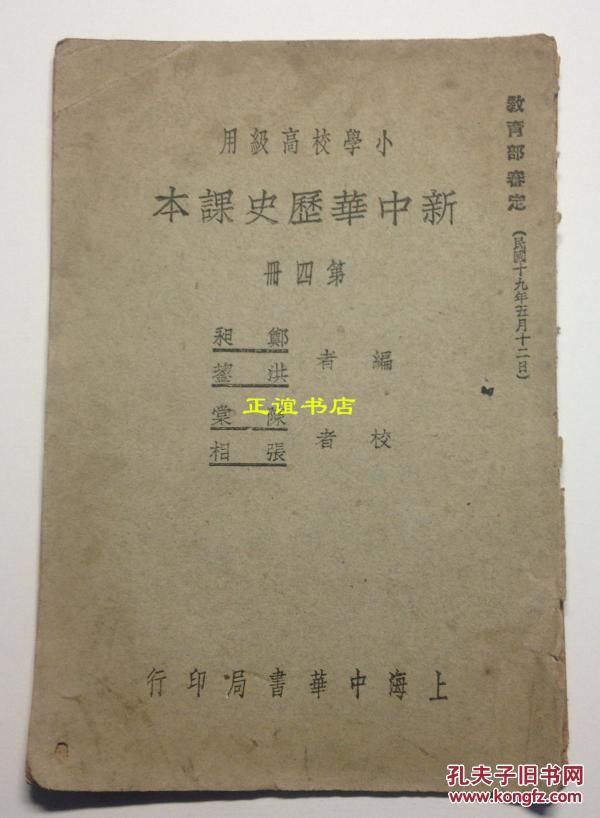 教育部審定(民國十九年五月十二日)
小學校高級用
新中華歷史課本
第四冊
編者 鄭昶
洪鋆
校者 陳棠
張相
上海中華書局印行
正谊书店
孔夫子旧书网
www.kongfz.com